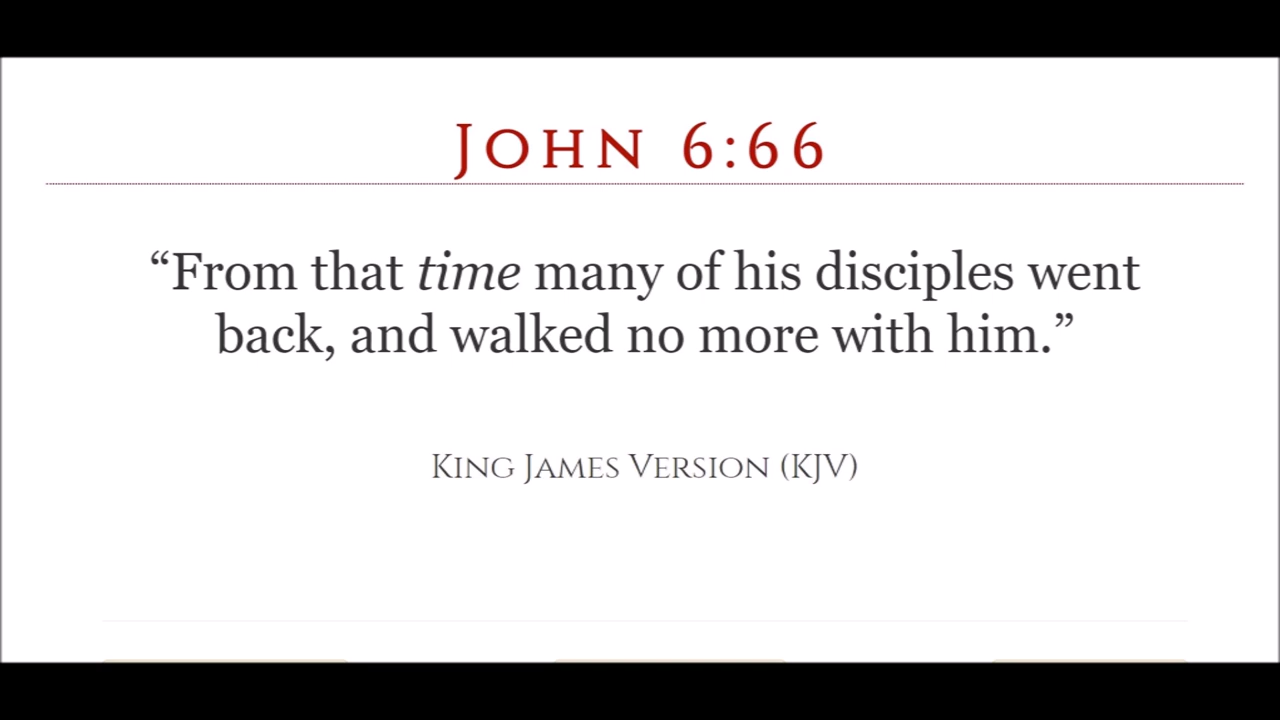 John 6:66
“From that time many of his disciples went
back, and walked no more with him.”
King James Version (KJV)